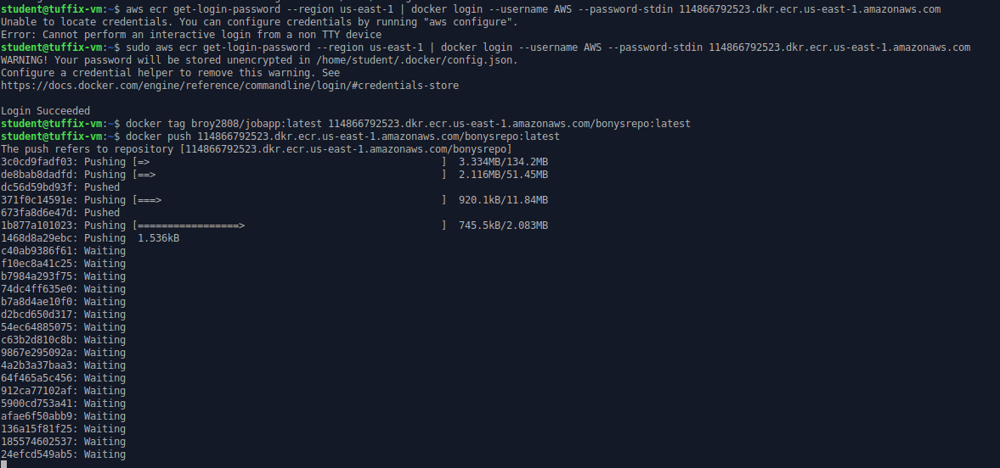 student@tuffix-vm:~$ aws ecr get-login-password --region us-east-1 | docker login --username AWS --password-stdin 114866792523.dkr.ecr.us-east-1.amazonaws.com
Unable to locate credentials. You can configure credentials by running "aws configure".
Error: Cannot perform an interactive login from a non TTY device
student@tuffix-vm:~$ sudo aws ecr get-login-password --region us-east-1 | docker login --username AWS --password-stdin 114866792523.dkr.ecr.us-east-1.amazonaws.com
WARNING! Your password will be stored unencrypted in /home/student/.docker/config.json.
Configure a credential helper to remove this warning. See
https://docs.docker.com/engine/reference/commandline/login/#credentials-store

Login Succeeded
student@tuffix-vm:~$ docker tag broy2808/jobapp:latest 114866792523.dkr.ecr.us-east-1.amazonaws.com/bonysrepo:latest
student@tuffix-vm:~$ docker push 114866792523.dkr.ecr.us-east-1.amazonaws.com/bonysrepo:latest
The push refers to repository [114866792523.dkr.ecr.us-east-1.amazonaws.com/bonysrepo]
3c0cd9fadf03: Pushing [=>                                                 ]  3.334MB/134.2MB
de8bab8dadfd: Pushing [==>                                                ]  2.116MB/51.45MB
dc56d59bd93f: Pushed
371f0c14591e: Pushing [===>                                               ]  920.1kB/11.84MB
673fa8d6e47d: Pushed
1b877a101023: Pushing [=================>                                 ]  745.5kB/2.083MB
1468d8a29ebc: Pushing  1.536kB
c40ab9386f61: Waiting
f10ec8a41c25: Waiting
b7984a293f75: Waiting
74dc4ff635e0: Waiting
b7a8d4ae10f0: Waiting
d2bcd650d317: Waiting
54ec64885075: Waiting
c63b2d810c8b: Waiting
9867e295092a: Waiting
4a2b3a37baa3: Waiting
64f465a5c456: Waiting
912ca77102af: Waiting
5900cd753a41: Waiting
afae6f50abb9: Waiting
136a15f81f25: Waiting
185574602537: Waiting
24efcd549ab5: Waiting